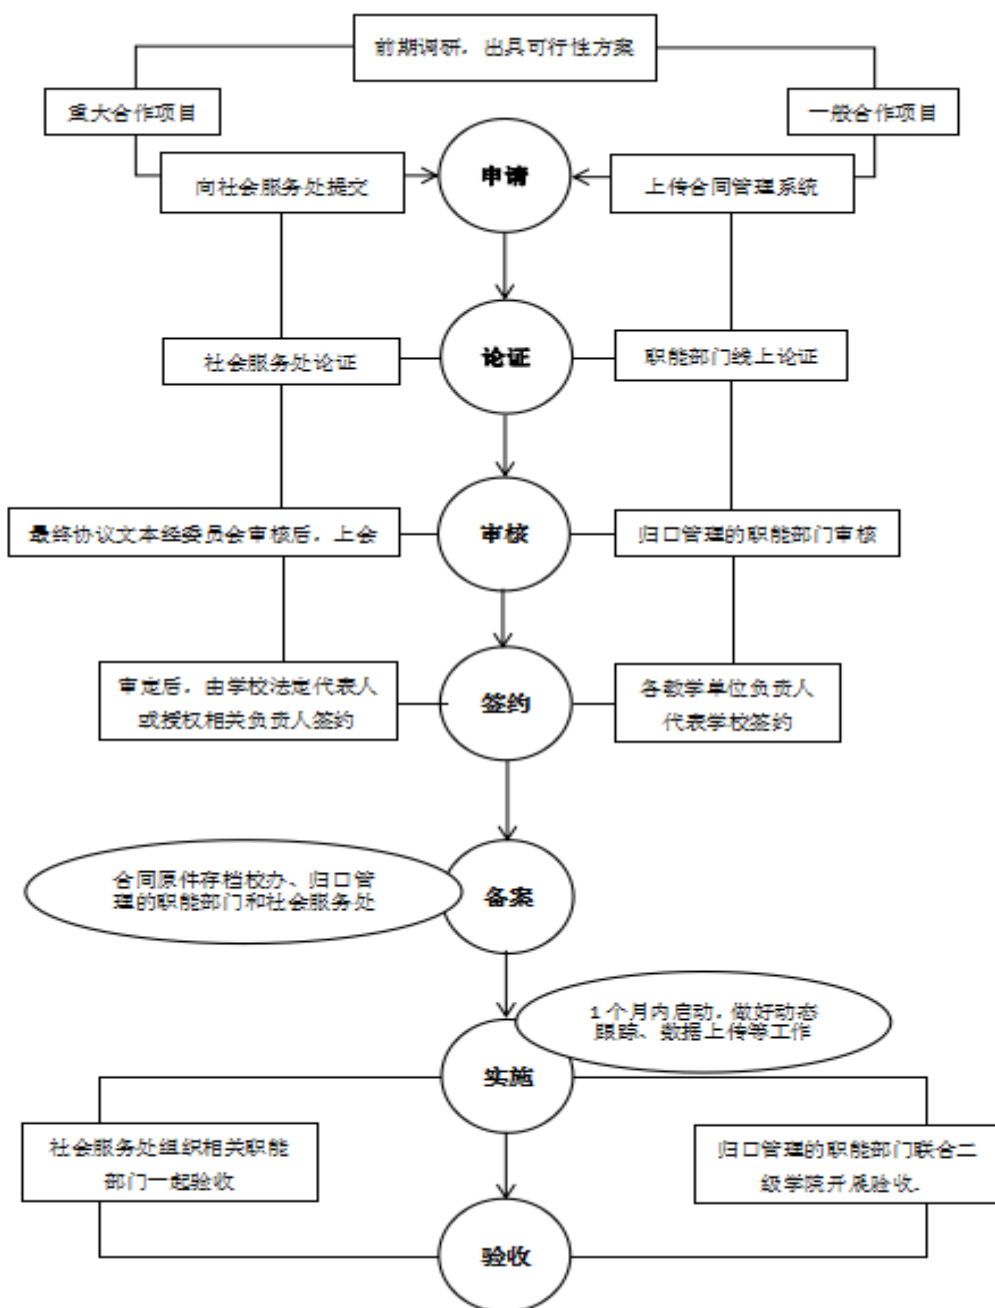 前期调研，出具可行性方案
重大合作项目
一般合作项目
向社会服务处提交
申请
上传合同管理系统
社会服务处论证
论证
职能部门线上论证
最终协议文本经委员会审核后，上会
审核
归口管理的职能部门审核
审定后，由学校法定代表人
或授权相关负责人签约
签约
各教学单位负责人
代表学校签约
合同原件存档校办、归口管
理的职能部门和社会服务处
备案
1个月内启动，做好动态
跟踪、数据上传等工作
实施
社会服务处组织相关职能
部门一起验收
归口管理的职能部门联合二
级学院开展验收.
验收